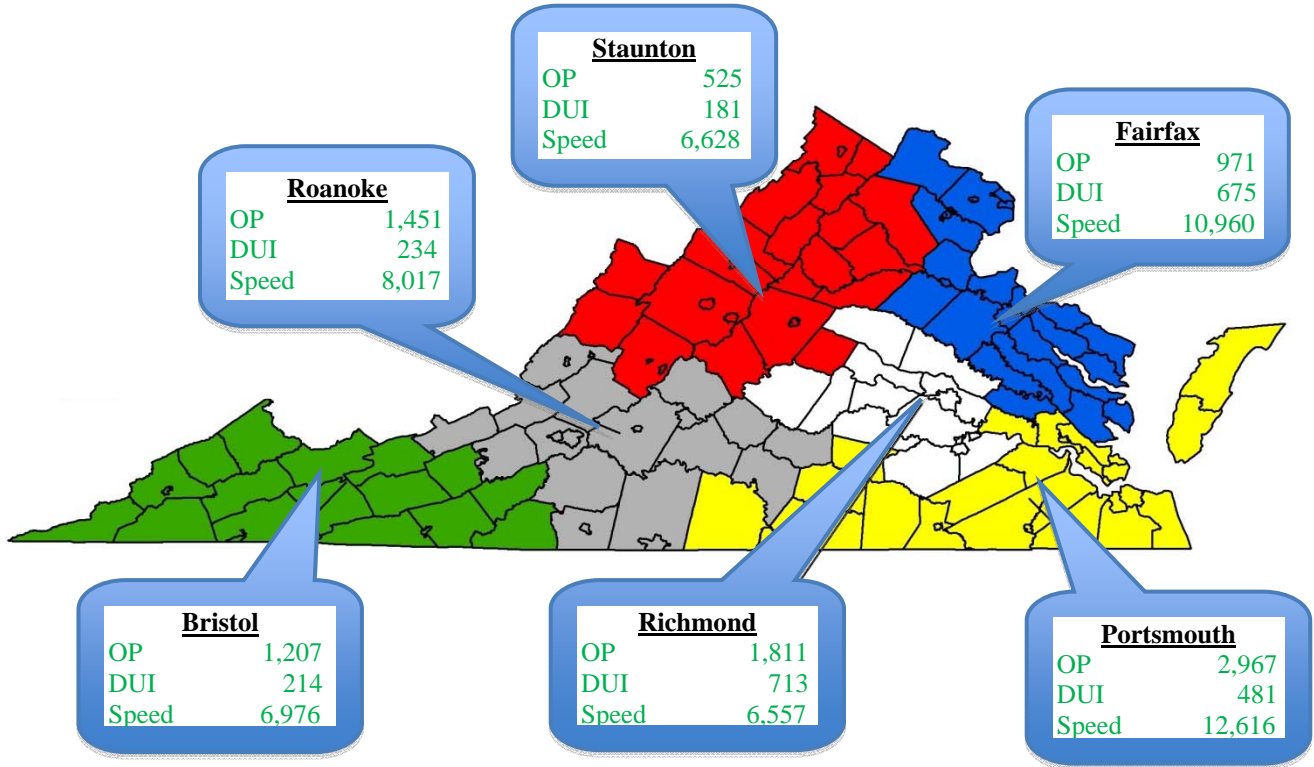 Staunton
OP 525
DUI 181
Speed 6,628
Fairfax
OP 971
DUI 675
Speed 10,960
Roanoke
OP 1,451
DUI 234
Speed 8,017
Bristol
OP 1,207
DUI 214
Speed 6,976
Richmond
OP 1,811
DUI 713
Speed 6,557
Portsmouth
OP 2,967
DUI 481
Speed 12,616